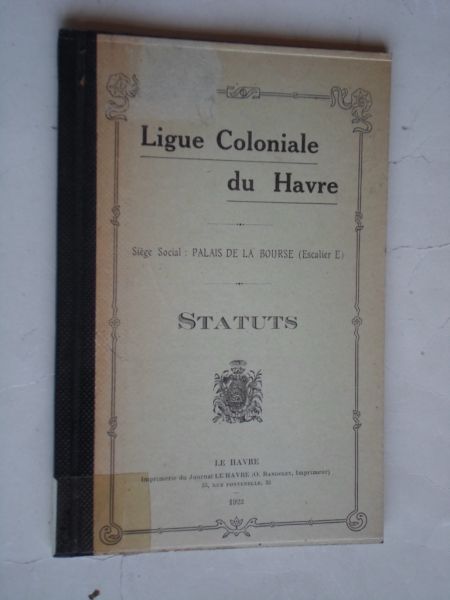 Ligue Coloniale
du Havre
Siège Social : PALAIS DE LA BOURSE (Escalier E)
STATUTS
LE HAVRE
Imprimerie du Journal LE HAVRE (O. RANDOLET, Imprimeur)
35, RUE FONTENELLE, 35
1923